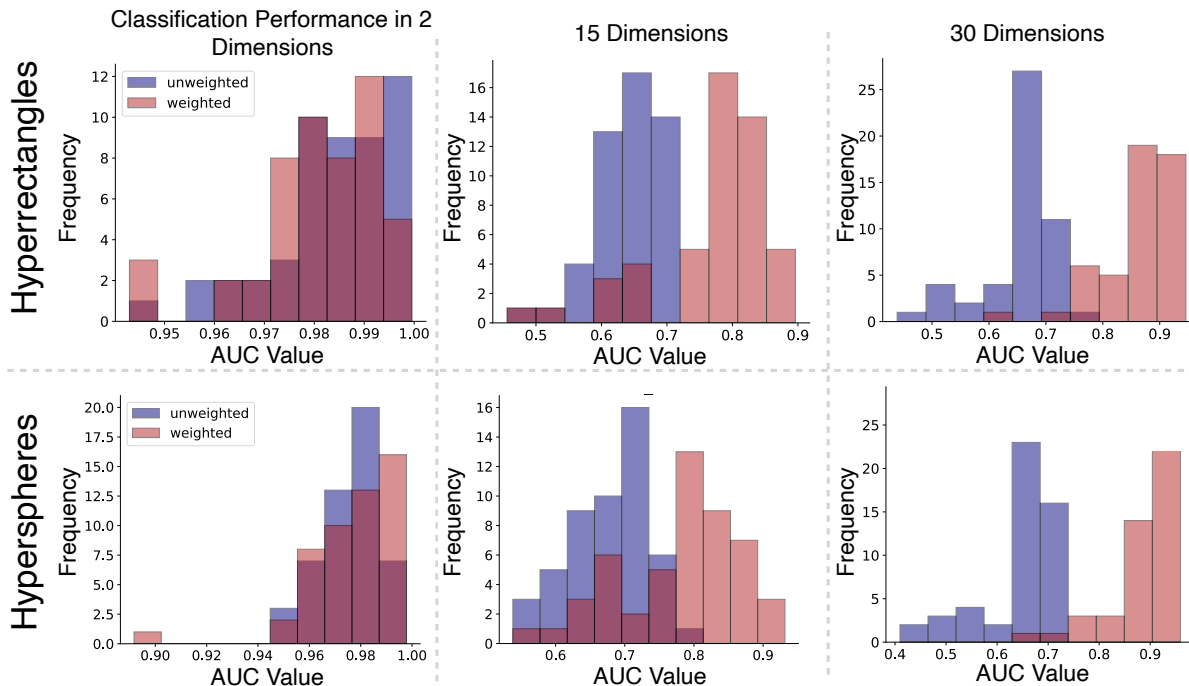 Classification Performance in 2
Dimensions
15 Dimensions
30 Dimensions
Hyperrectangles
Frequency
12
10
8
6
4
2
0
unweighted
weighted
0.95 0.96 0.97 0.98 0.99 1.00
AUC Value
Frequency
16
14
12
10
8
6
4
2
0
0.5 0.6 0.7 0.8 0.9
AUC Value
Frequency
25
20
15
10
5
0
0.5 0.6 0.7 0.8 0.9
AUC Value
Hyperspheres
Frequency
20.0
17.5
15.0
12.5
10.0
7.5
5.0
2.5
0.0
unweighted
weighted
0.90 0.92 0.94 0.96 0.98 1.00
AUC Value
Frequency
16
14
12
10
8
6
4
2
0
0.6 0.7 0.8 0.9
AUC Value
Frequency
25
20
15
10
5
0
0.4 0.5 0.6 0.7 0.8 0.9
AUC Value